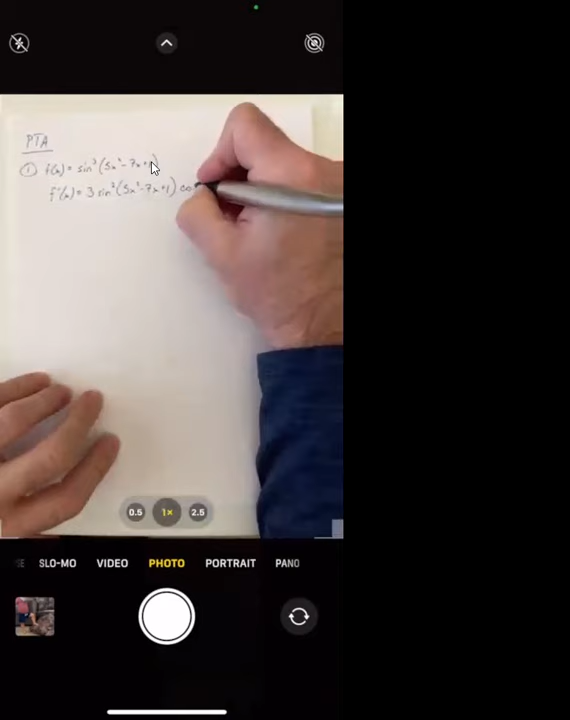 PTA
① f(x) = sin³(5x² - 7x + 1)
f'(x) = 3 sin²(5x² - 7x + 1) co
0.5 1× 2.5
SLO-MO VIDEO PHOTO PORTRAIT PANO